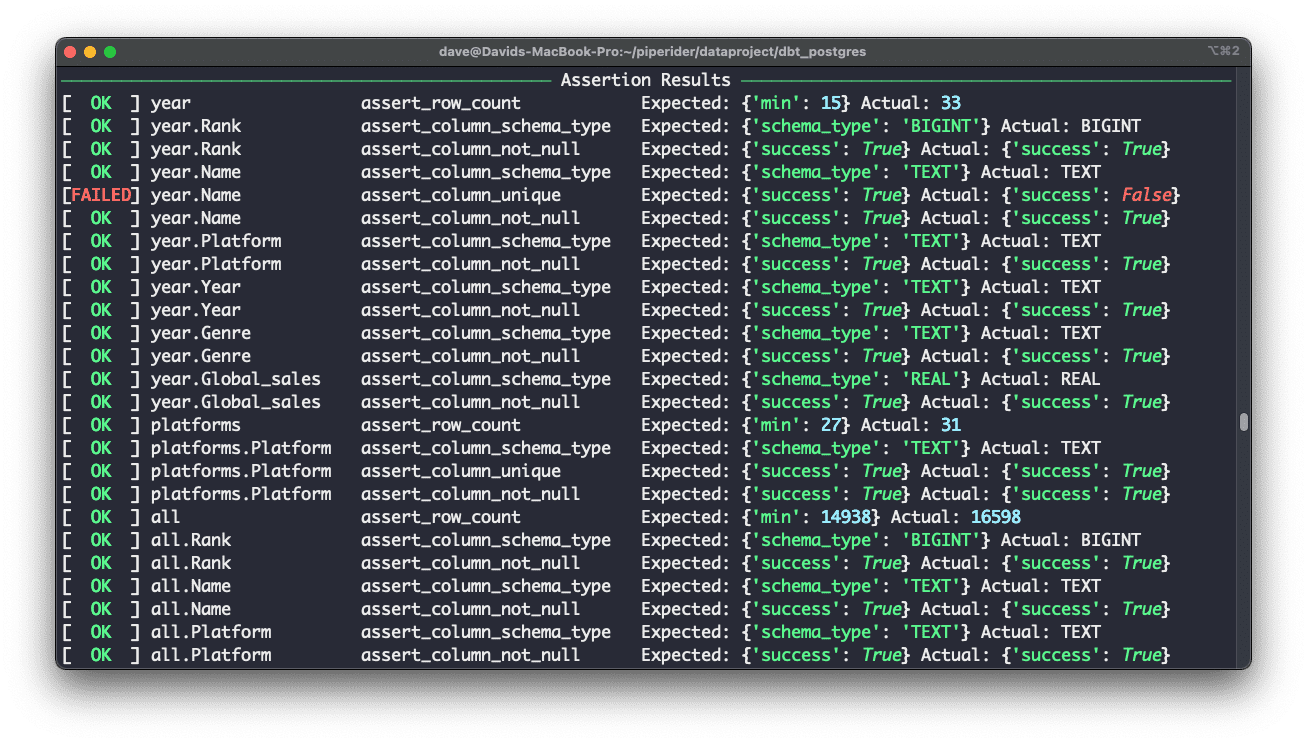 dave@Davids-MacBook-Pro:~/piperider/dataproject/dbt_postgres ⌥⌘2
Assertion Results
[ OK ] year assert_row_count Expected: {'min': 15} Actual: 33
[ OK ] year.Rank assert_column_schema_type Expected: {'schema_type': 'BIGINT'} Actual: BIGINT
[ OK ] year.Rank assert_column_not_null Expected: {'success': True} Actual: {'success': True}
[ OK ] year.Name assert_column_schema_type Expected: {'schema_type': 'TEXT'} Actual: TEXT
[FAILED] year.Name assert_column_unique Expected: {'success': True} Actual: {'success': False}
[ OK ] year.Name assert_column_not_null Expected: {'success': True} Actual: {'success': True}
[ OK ] year.Platform assert_column_schema_type Expected: {'schema_type': 'TEXT'} Actual: TEXT
[ OK ] year.Platform assert_column_not_null Expected: {'success': True} Actual: {'success': True}
[ OK ] year.Year assert_column_schema_type Expected: {'schema_type': 'TEXT'} Actual: TEXT
[ OK ] year.Year assert_column_not_null Expected: {'success': True} Actual: {'success': True}
[ OK ] year.Genre assert_column_schema_type Expected: {'schema_type': 'TEXT'} Actual: TEXT
[ OK ] year.Genre assert_column_not_null Expected: {'success': True} Actual: {'success': True}
[ OK ] year.Global_sales assert_column_schema_type Expected: {'schema_type': 'REAL'} Actual: REAL
[ OK ] year.Global_sales assert_column_not_null Expected: {'success': True} Actual: {'success': True}
[ OK ] platforms assert_row_count Expected: {'min': 27} Actual: 31
[ OK ] platforms.Platform assert_column_schema_type Expected: {'schema_type': 'TEXT'} Actual: TEXT
[ OK ] platforms.Platform assert_column_unique Expected: {'success': True} Actual: {'success': True}
[ OK ] platforms.Platform assert_column_not_null Expected: {'success': True} Actual: {'success': True}
[ OK ] all assert_row_count Expected: {'min': 14938} Actual: 16598
[ OK ] all.Rank assert_column_schema_type Expected: {'schema_type': 'BIGINT'} Actual: BIGINT
[ OK ] all.Rank assert_column_not_null Expected: {'success': True} Actual: {'success': True}
[ OK ] all.Name assert_column_schema_type Expected: {'schema_type': 'TEXT'} Actual: TEXT
[ OK ] all.Name assert_column_not_null Expected: {'success': True} Actual: {'success': True}
[ OK ] all.Platform assert_column_schema_type Expected: {'schema_type': 'TEXT'} Actual: TEXT
[ OK ] all.Platform assert_column_not_null Expected: {'success': True} Actual: {'success': True}